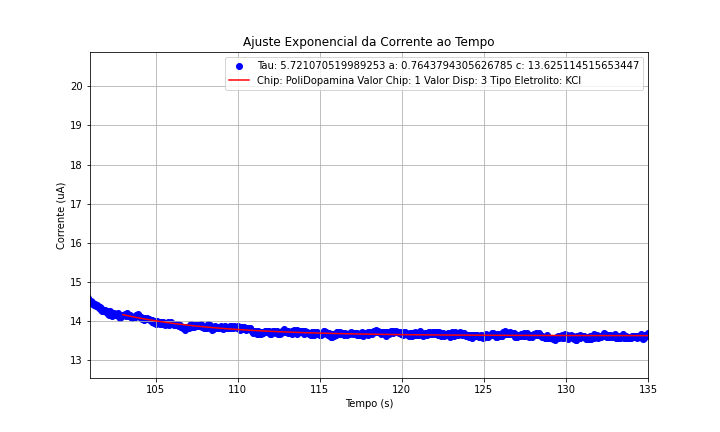 Ajuste Exponencial da Corrente ao Tempo
Tau: 5.721070519989253 a: 0.7643794305626785 c: 13.625114515653447
Chip: PoliDopamina Valor Chip: 1 Valor Disp: 3 Tipo Eletrolito: KCl
Corrente (uA)
20
19
18
17
16
15
14
13
105 110 115 120 125 130 135
Tempo (s)